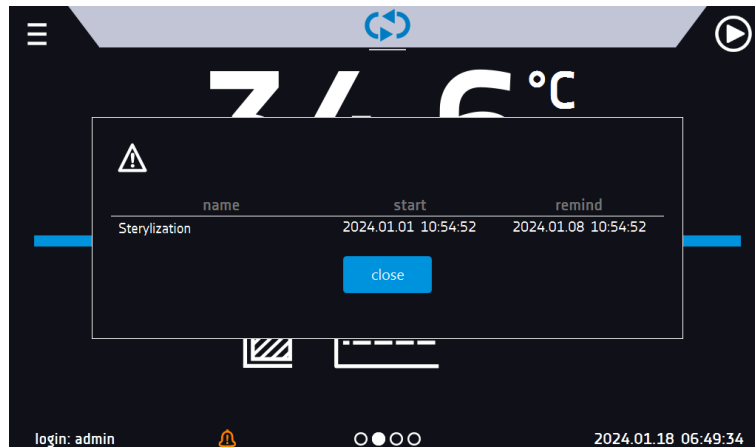 °C
name start remind
Sterylization 2024.01.01 10:54:52 2024.01.08 10:54:52
close
login: admin 2024.01.18 06:49:34